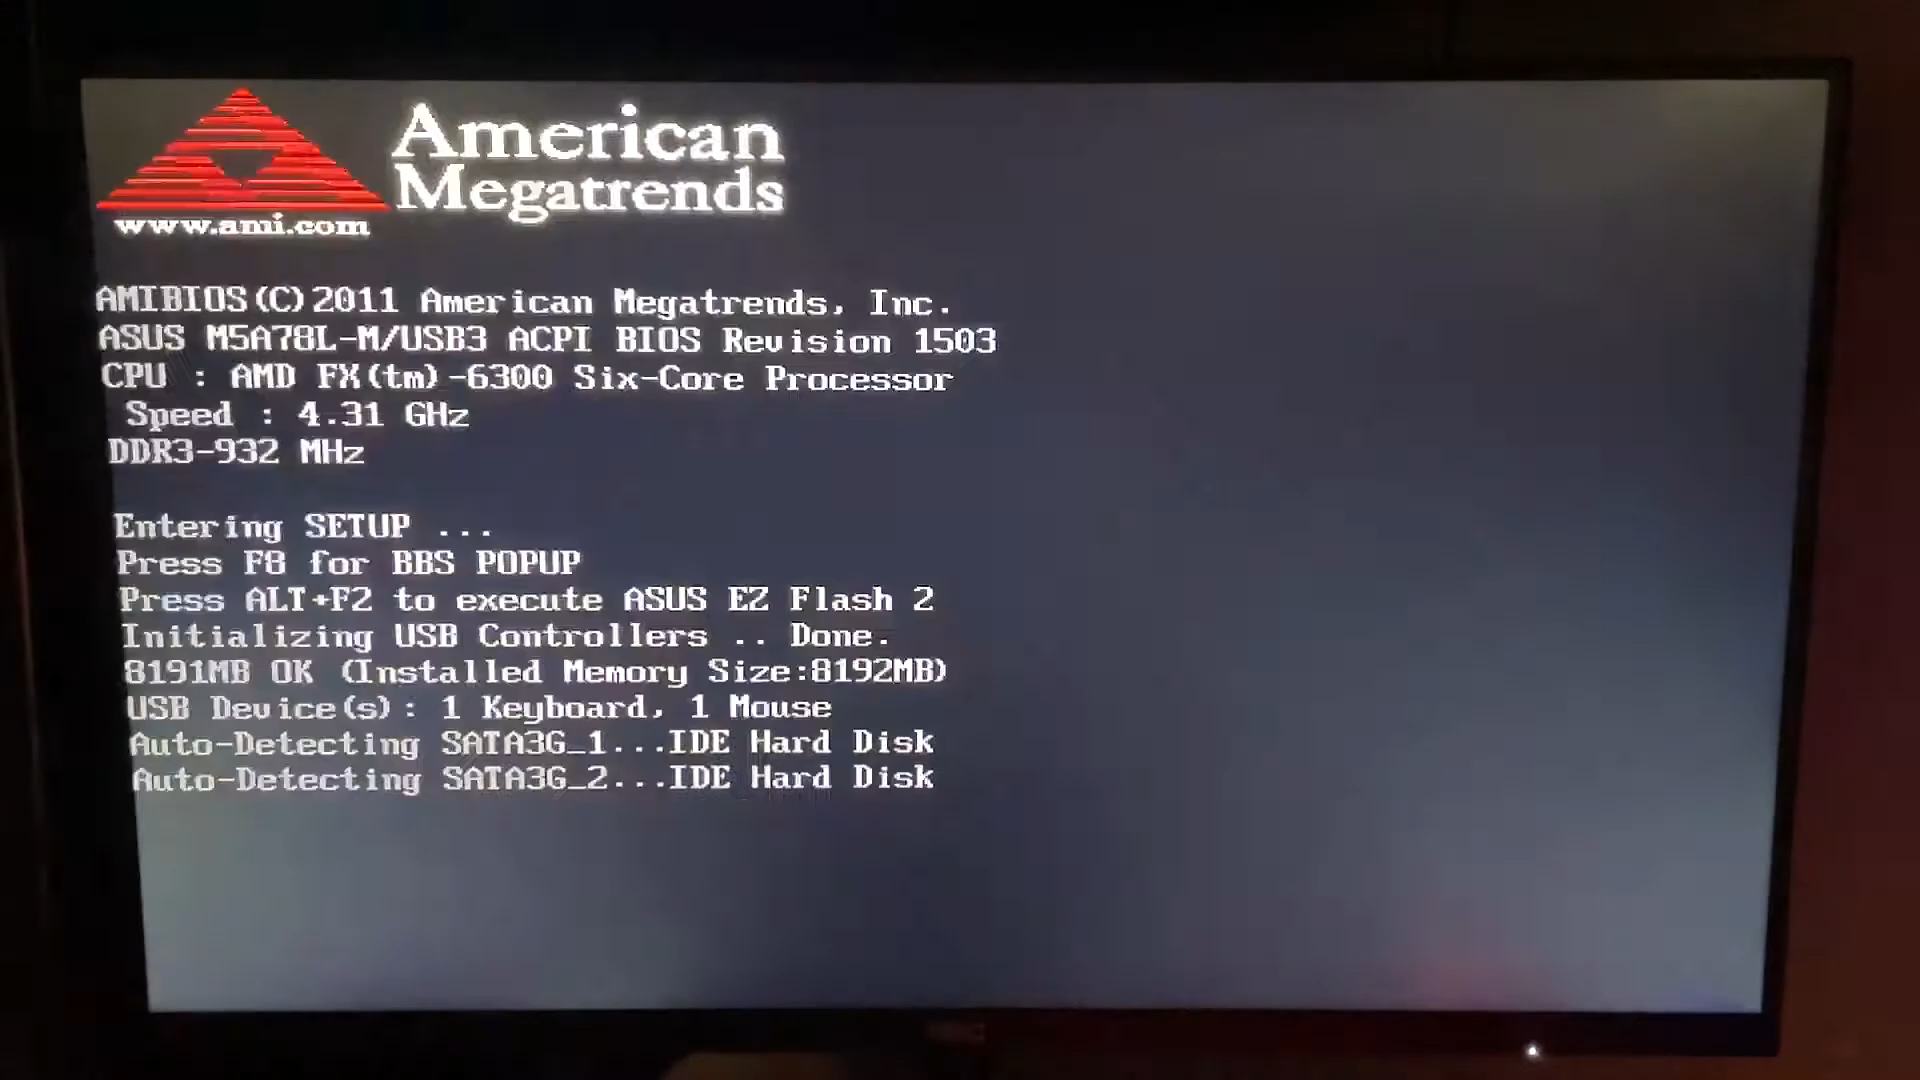 American
Megatrends
www.ami.com
AMIBIOS(C)2011 American Megatrends, Inc.
ASUS M5A78L-M/USB3 ACPI BIOS Revision 1503
CPU : AMD FX(tm)-6300 Six-Core Processor
Speed : 4.31 GHz
DDR3-932 MHz
Entering SETUP ...
Press F8 for BBS POPUP
Press ALT+F2 to execute ASUS EZ Flash 2
Initializing USB Controllers .. Done.
8191MB OK (Installed Memory Size:8192MB)
USB Device(s): 1 Keyboard, 1 Mouse
Auto-Detecting SATA3G_1...IDE Hard Disk
Auto-Detecting SATA3G_2...IDE Hard Disk